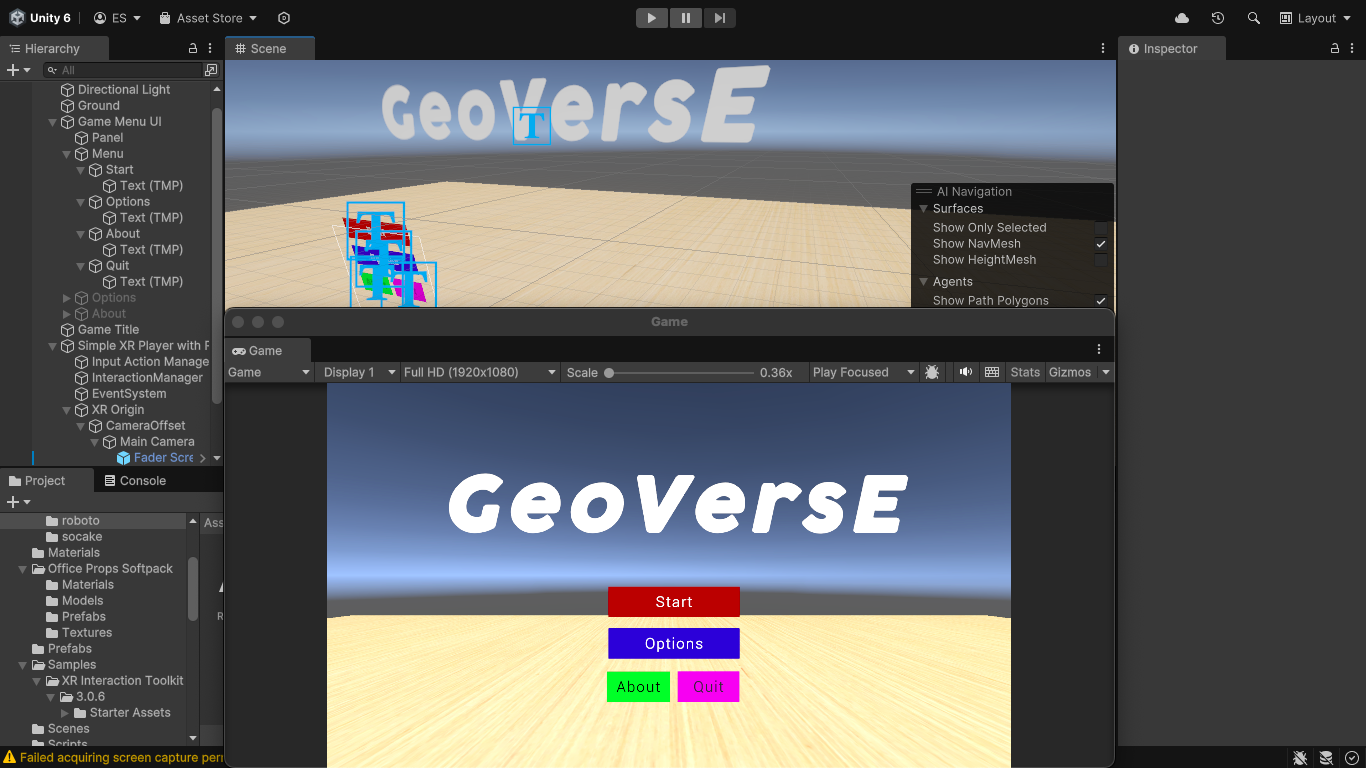 Unity 6
ES
Asset Store
Layout
Hierarchy
Scene
Inspector
All
Directional Light
Ground
Game Menu UI
Panel
Menu
Start
Text (TMP)
Options
Text (TMP)
About
Text (TMP)
Quit
Text (TMP)
Options
About
Game Title
Simple XR Player with
Input Action Manage
InteractionManager
EventSystem
XR Origin
CameraOffset
Main Camera
Fader Scre
GeoVersE
T
T
T
T
T
AI Navigation
Surfaces
Show Only Selected
Show NavMesh
Show HeightMesh
Agents
Show Path Polygons
Game
Game
Game
Display 1
Full HD (1920x1080)
Scale
0.36x
Play Focused
Stats
Gizmos
GeoVersE
Start
Options
About Quit
Project
Console
roboto
socake
Materials
Office Props Softpack
Materials
Models
Prefabs
Textures
Prefabs
Samples
XR Interaction Toolkit
3.0.6
Starter Assets
Scenes
Scripts
Ass
Failed acquiring screen capture per